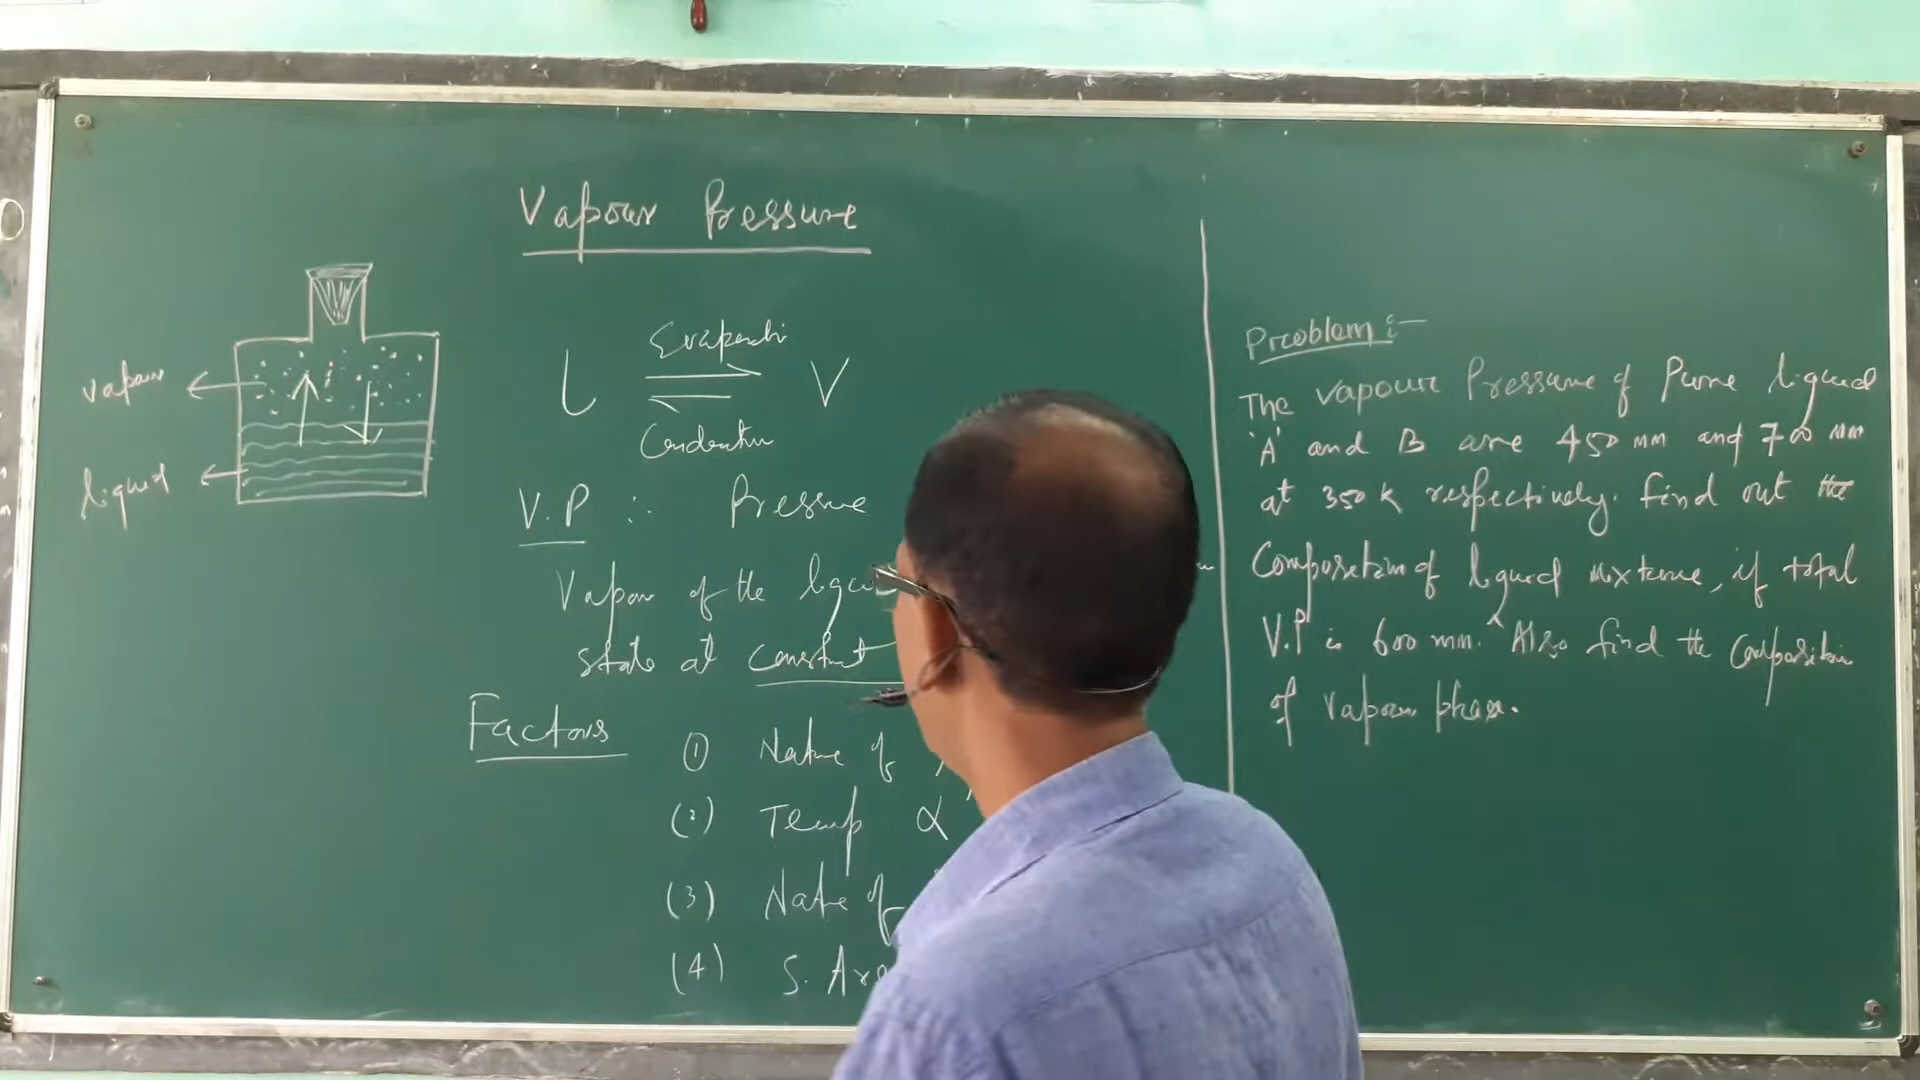 Vapour Pressure
vapour
liquid
L
V
V.P :. Pressure
Vapour of the
state at constant
Factors
① Nature of
(2) Temp α
(3) Nature of
(4) S. Area
Problem :-
The vapour Pressure of Pure liquid
'A' and B are 450 mm and 700 mm
at 350 K respectively. Find out the
Composition of liquid mixture, if total
V.P is 600 mm. Also find the Composition
of vapour phase.